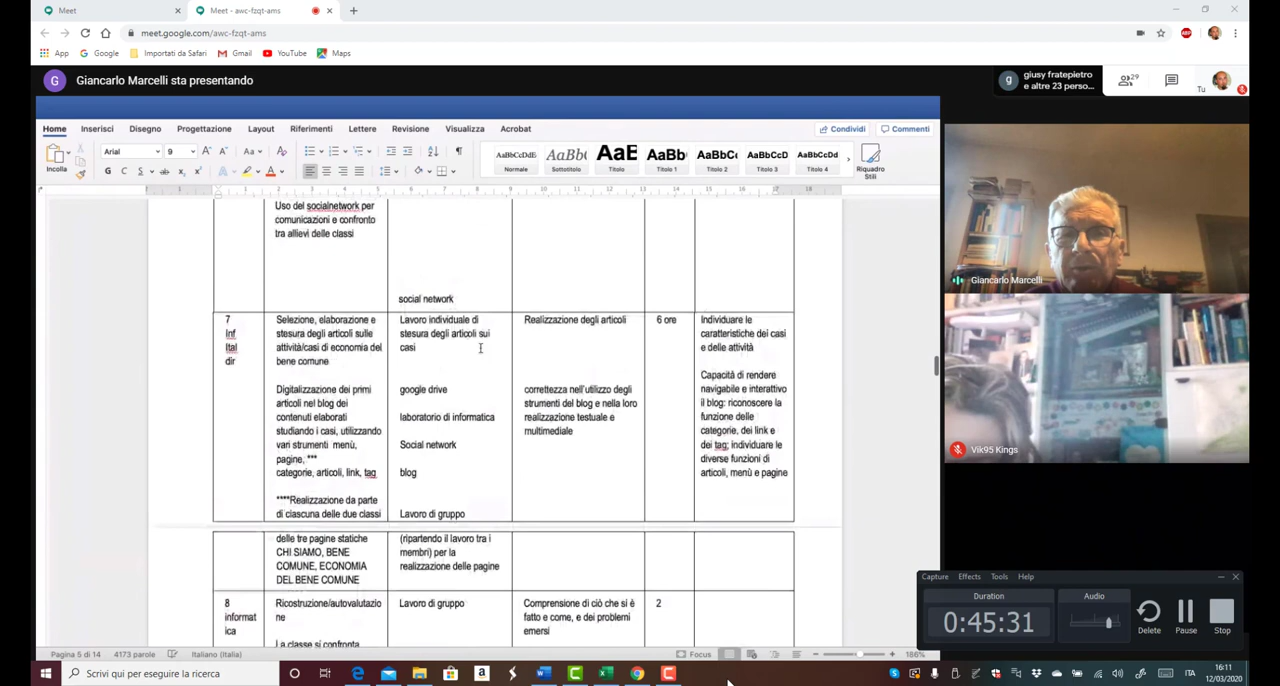 Meet
Meet - awc-fzqt-ams
meet.google.com/awc-fzqt-ams
App
Google
Importati da Safari
Gmail
YouTube
Maps
G
Giancarlo Marcelli sta presentando
g
giusy fratepietro
e altre 23 perso...
29
Tu
Home
Inserisci
Disegno
Progettazione
Layout
Riferimenti
Lettere
Revisione
Visualizza
Acrobat
Condividi
Commenti
Incolla
Arial
9
AaBbCcDdE
AaBbC
AaB
AaBb
AaBbCc
AaBbCcD
AaBbCcDd
Normale
Sottotitolo
Titolo
Titolo 1
Titolo 2
Titolo 3
Titolo 4
Riquadro
Stili
Uso del socialnetwork per
comunicazioni e confronto
tra allievi delle classi
social network
7
Inf
Ital
dir
Selezione, elaborazione e
stesura degli articoli sulle
attività/casi di economia del
bene comune
Digitalizzazione dei primi
articoli nel blog dei
contenuti elaborati
studiando i casi, utilizzando
vari strumenti menù,
pagine, ***
categorie, articoli, link, tag
****Realizzazione da parte
di ciascuna delle due classi
Lavoro individuale di
stesura degli articoli sui
casi
google drive
laboratorio di informatica
Social network
blog
Lavoro di gruppo
Realizzazione degli articoli
correttezza nell'utilizzo degli
strumenti del blog e nella loro
realizzazione testuale e
multimediale
6 ore
Individuare le
caratteristiche dei casi
e delle attività
Capacità di rendere
navigabile e interattivo
il blog: riconoscere la
funzione delle
categorie, dei link e
dei tag; individuare le
diverse funzioni di
articoli, menù e pagine
delle tre pagine statiche
CHI SIAMO, BENE
COMUNE, ECONOMIA
DEL BENE COMUNE
(ripartendo il lavoro tra i
membri) per la
realizzazione delle pagine
8
informat
ica
Ricostruzione/autovalutazio
ne
La classe si confronta
Lavoro di gruppo
Comprensione di ciò che si è
fatto e come, e dei problemi
emersi
2
Giancarlo Marcelli
Vik95 Kings
Capture
Effects
Tools
Help
Duration
0:45:31
Audio
Delete
Pause
Stop
Pagina 5 di 14
4173 parole
Italiano (Italia)
Focus
186%
Scrivi qui per eseguire la ricerca
ITA
16:11
12/03/2020